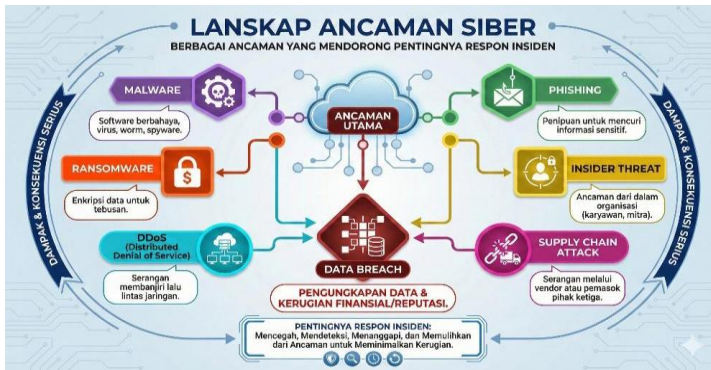 LANSKAP ANCAMAN SIBER
BERBAGAI ANCAMAN YANG MENDORONG PENTINGNYA RESPON INSIDEN
DAMPAK & KONSEKUENSI SERIUS
MALWARE
Software berbahaya,
virus, worm, spyware.
RANSOMWARE
$
Enkripsi data untuk
tebusan.
DDoS
(Distributed
Denial of Service)
Serangan
membanjiri lalu
lintas jaringan.
ANCAMAN
UTAMA
DATA BREACH
PENGUNGKAPAN DATA &
KERUGIAN FINANSIAL/REPUTASI.
PHISHING
Penipuan untuk mencuri
informasi sensitif.
INSIDER THREAT
Ancaman dari dalam
organisasi
(karyawan, mitra).
SUPPLY CHAIN
ATTACK
Serangan melalui
vendor atau pemasok
pihak ketiga.
DAMPAK & KONSEKUENSI SERIUS
PENTINGNYA RESPON INSIDEN:
Mencegah, Mendeteksi, Menanggapi, dan Memulihkan
dari Ancaman untuk Meminimalkan Kerugian.